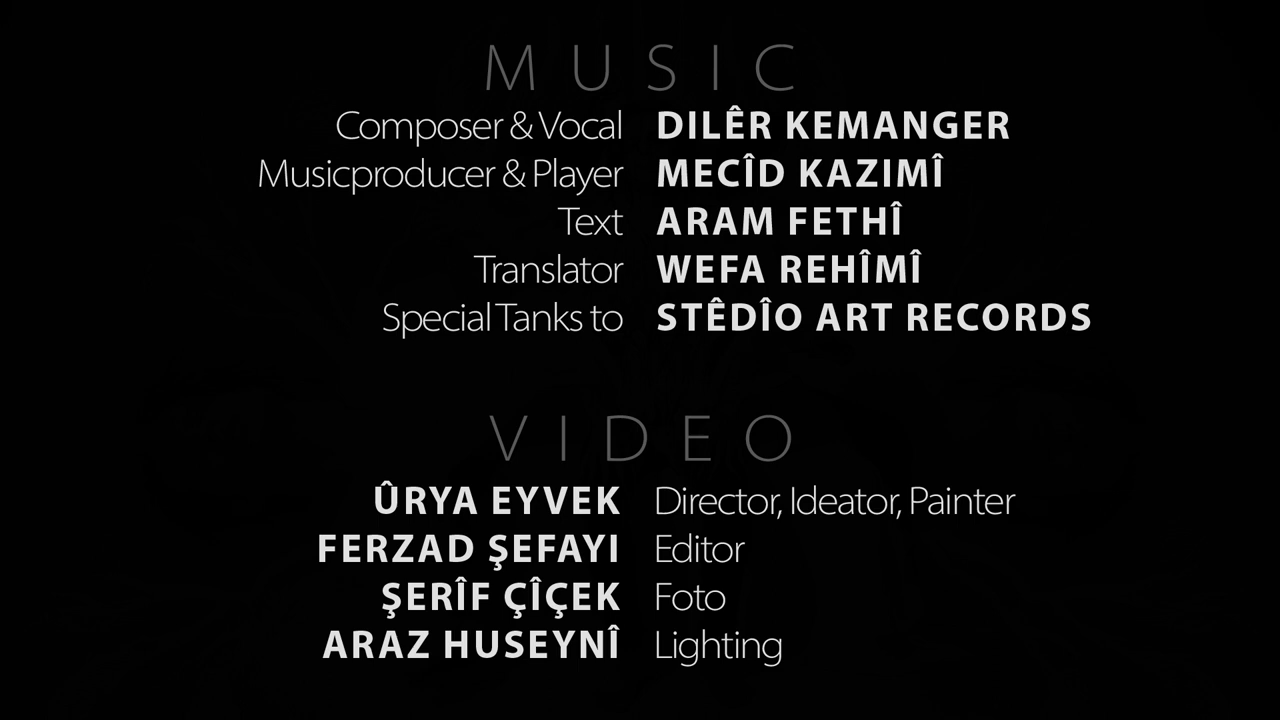 MUSIC
Composer & Vocal DILÊR KEMANGER
Musicproducer & Player MECÎD KAZIMÎ
Text ARAM FETHÎ
Translator WEFA REHÎMÎ
Special Tanks to STÊDÎO ART RECORDS
VIDEO
ÛRYA EYVEK Director, Ideator, Painter
FERZAD ŞEFAYI Editor
ŞERÎF ÇÎÇEK Foto
ARAZ HUSEYNÎ Lighting